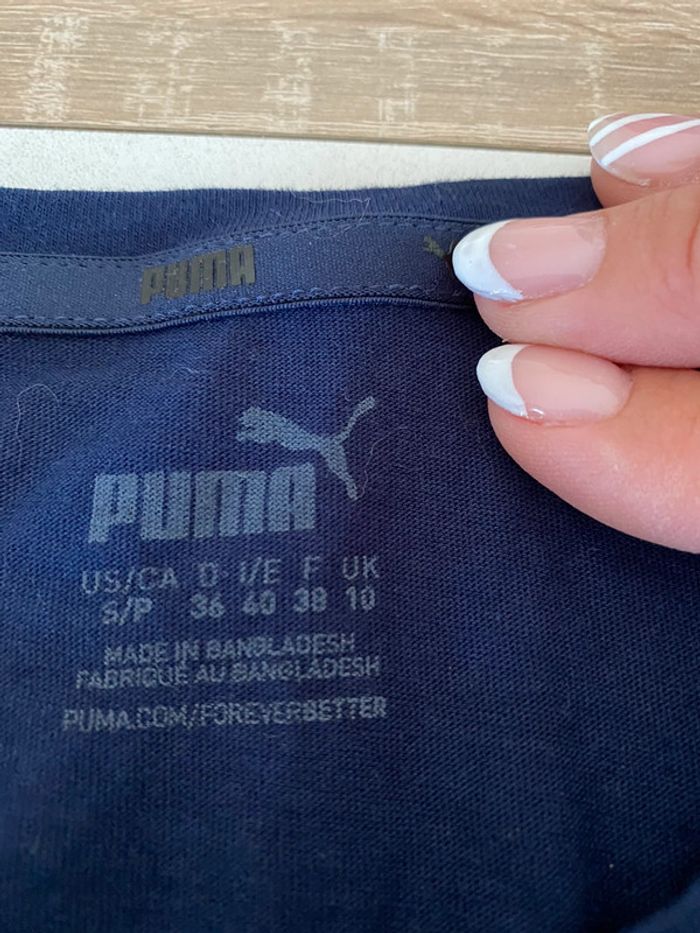 PUMA
PUMA
US/CA D I/E F UK
S/P 36 40 38 10
MADE IN BANGLADESH
FABRIQUÉ AU BANGLADESH
PUMA.COM/FOREVERBETTER